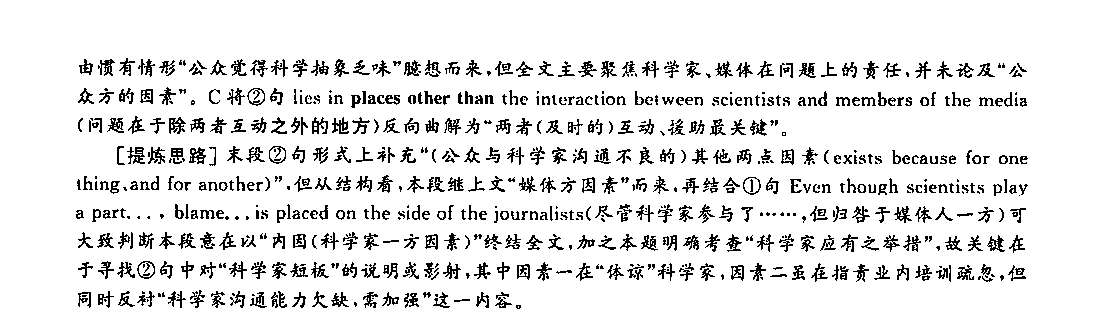 由惯有情形“公众觉得科学抽象乏味”臆想而来,但全文主要聚焦科学家、媒体在问题上的责任,并未论及“公
众方的因素”。C 将②句 lies in places other than the interaction between scientists and members of the media
(问题在于除两者互动之外的地方)反向曲解为“两者(及时的)互动、援助最关键”。
[提炼思路]末段②句形式上补充“(公众与科学家沟通不良的)其他两点因素(exists because for one
thing,and for another)”,但从结构看,本段继上文“媒体方因素”而来,再结合①句 Even though scientists play
a part..., blame...is placed on the side of the journalists(尽管科学家参与了……,但归咎于媒体人一方)可
大致判断本段意在以“内因(科学家一方因素)”终结全文,加之本题明确考查“科学家应有之举措”,故关键在
于寻找②句中对“科学家短板”的说明或影射,其中因素一在“体谅”科学家,因素二虽在指责业内培训疏忽,但
同时反衬“科学家沟通能力欠缺,需加强”这一内容。